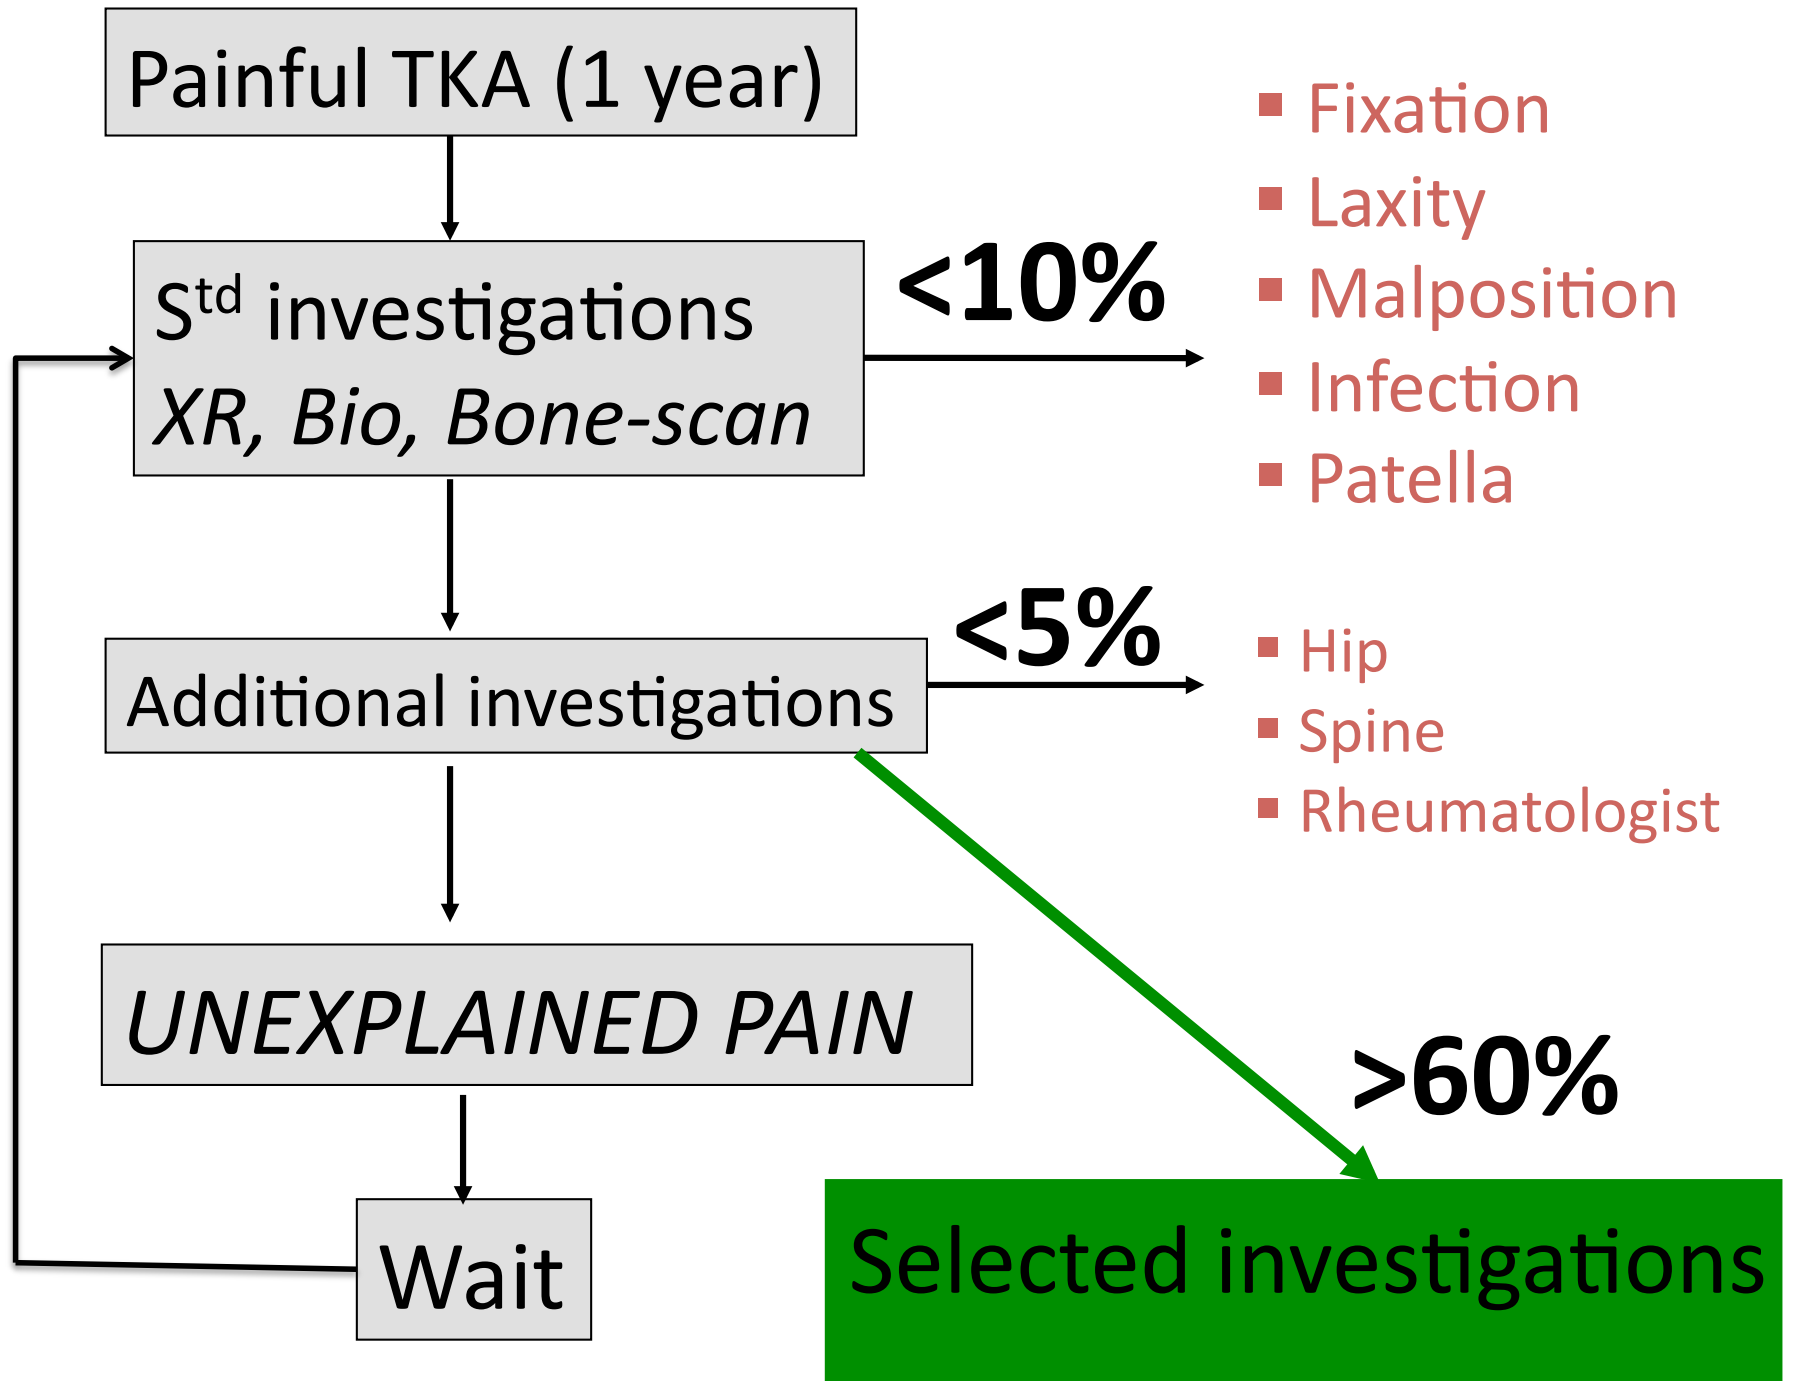 Painful TKA (1 year)
Std investigations
XR, Bio, Bone-scan
<10%
Fixation
Laxity
Malposition
Infection
Patella
Additional investigations
<5%
Hip
Spine
Rheumatologist
UNEXPLAINED PAIN
>60%
Wait
Selected investigations